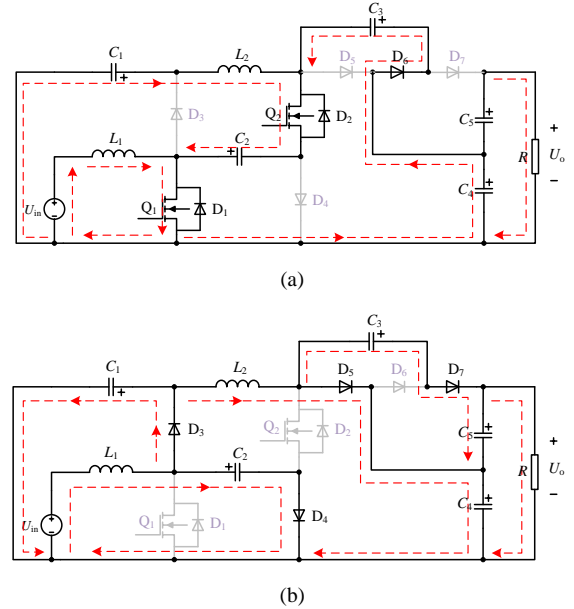 C3
+
C1
+
L2
D5
D6
D7
+
Q2
D2
D3
C5
+
L1
+
C2
R
Uo
C4
+
Uin
+
−
Q1
D1
D4
−
(a)
C3
+
C1
+
L2
D5
D6
D7
+
D3
Q2
D2
C5
+
L1
+
C2
R
Uo
C4
+
Uin
+
−
Q1
D1
D4
−
(b)